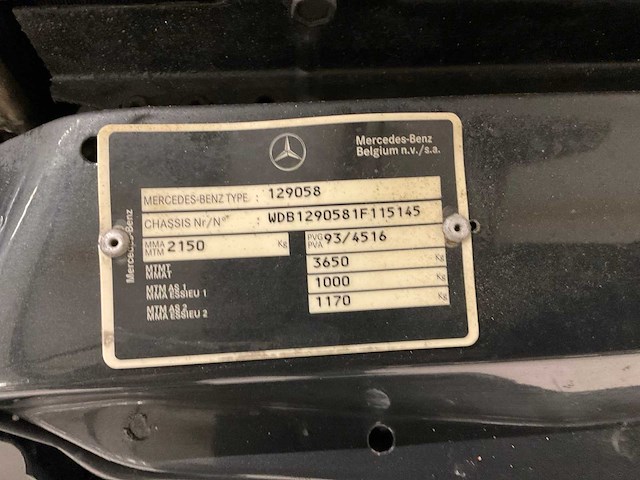 Mercedes-Benz
Belgium n.v./s.a.
Mercedes-Benz
MERCEDES-BENZ TYPE : 129058
CHASSIS Nr/N° : WDB1290581F115145
MMA
MTM 2150 Kg
PVG
PVA 93/4516
MTMT
MMAT
3650 Kg
MTM AS 1
MMA ESSIEU 1
1000 Kg
MTM AS 2
MMA ESSIEU 2
1170 Kg